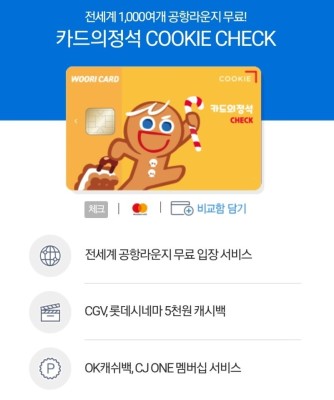 전세계 1,000여개 공항라운지 무료!
카드의정석 COOKIE CHECK
WOORI CARD
COOKIE
카드의정석
CHECK
체크
mastercard
비교함 담기
전세계 공항라운지 무료 입장 서비스
CGV, 롯데시네마 5천원 캐시백
P
OK캐쉬백, CJ ONE 멤버십 서비스